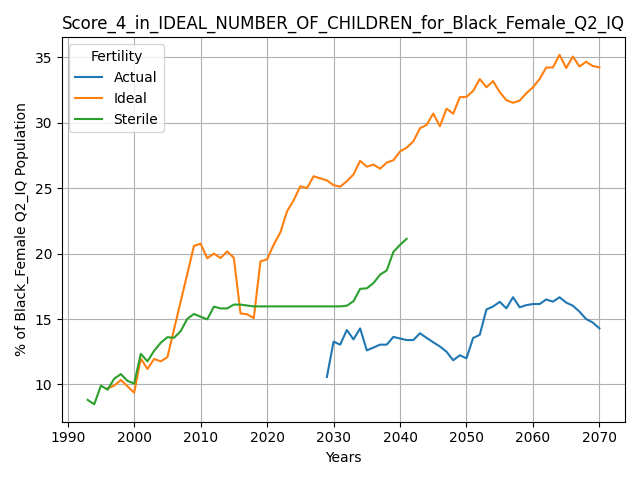 Score_4_in_IDEAL_NUMBER_OF_CHILDREN_for_Black_Female_Q2_IQ
Fertility
Actual
Ideal
Sterile
% of Black_Female Q2_IQ Population
35
30
25
20
15
10
1990 2000 2010 2020 2030 2040 2050 2060 2070
Years